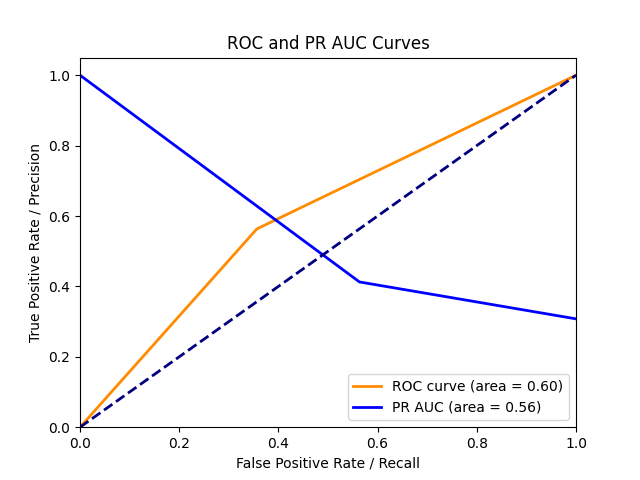 ROC and PR AUC Curves
True Positive Rate / Precision
1.0
0.8
0.6
0.4
0.2
0.0
0.0 0.2 0.4 0.6 0.8 1.0
False Positive Rate / Recall
ROC curve (area = 0.60)
PR AUC (area = 0.56)